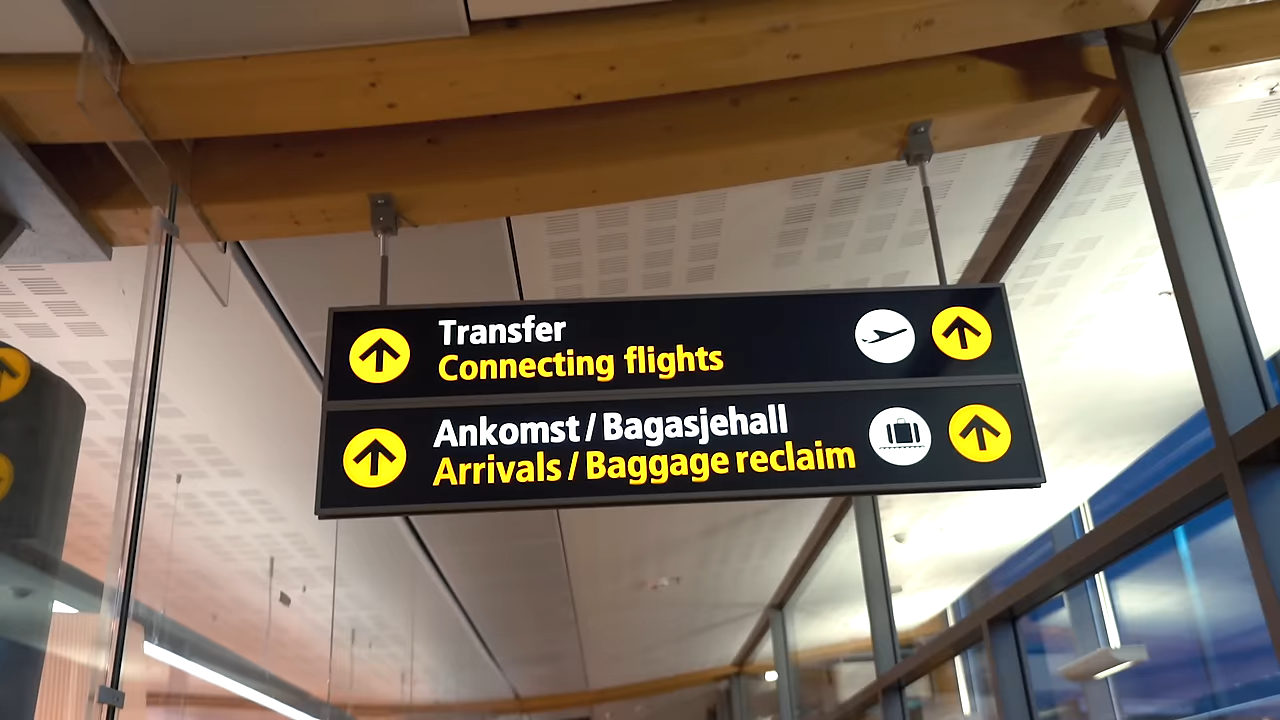 Transfer
Connecting flights
Ankomst / Bagasjehall
Arrivals / Baggage reclaim